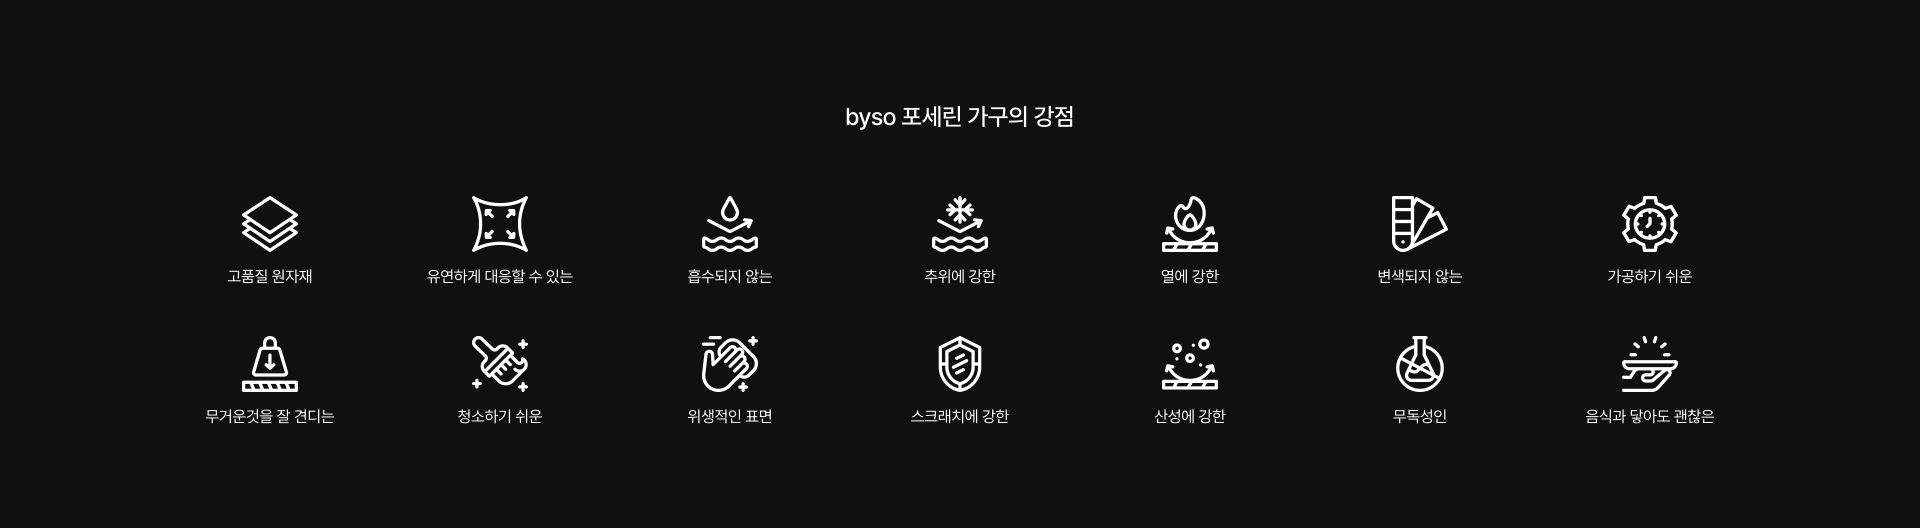 byso 포세린 가구의 강점
고품질 원자재
유연하게 대응할 수 있는
흡수되지 않는
추위에 강한
열에 강한
변색되지 않는
가공하기 쉬운
무거운것을 잘 견디는
청소하기 쉬운
위생적인 표면
스크래치에 강한
산성에 강한
무독성인
음식과 닿아도 괜찮은